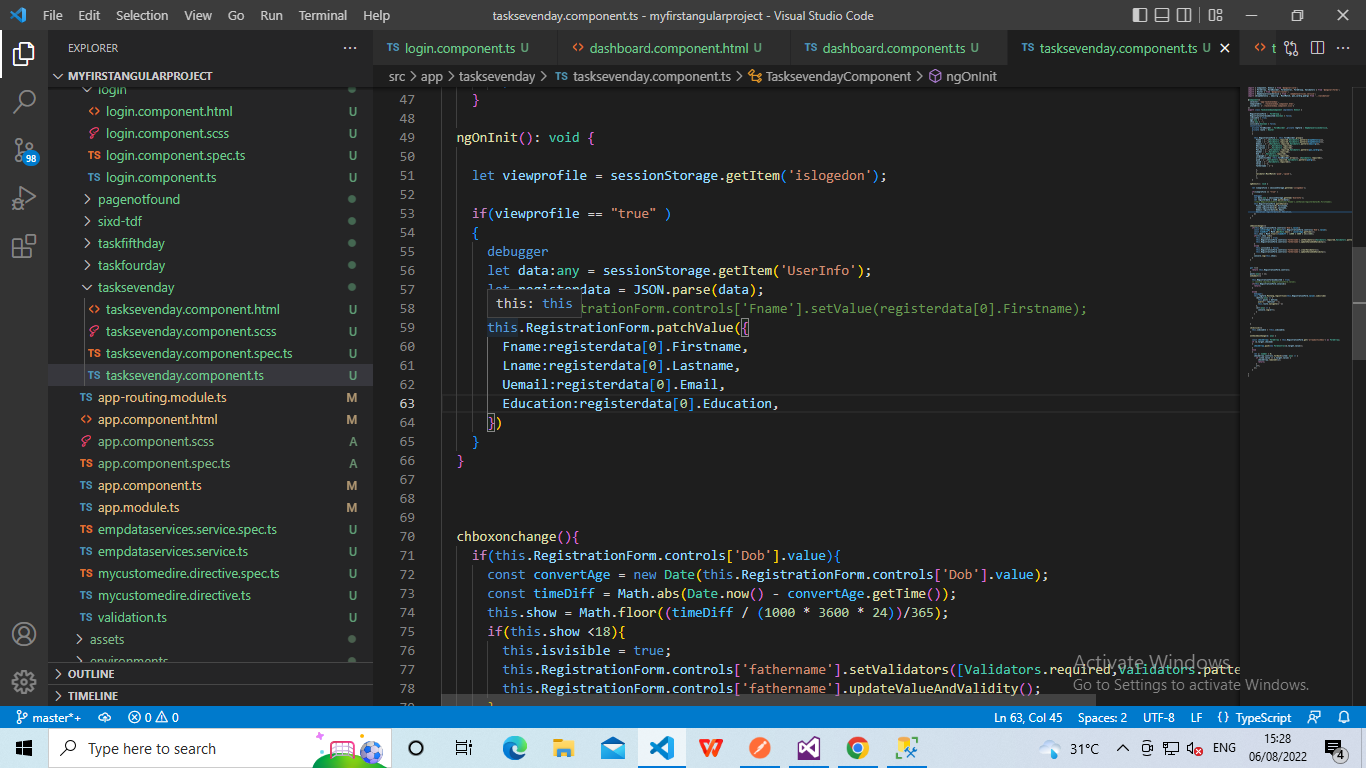 File Edit Selection View Go Run Terminal Help tasksevenday.component.ts - myfirstangularproject - Visual Studio Code
EXPLORER
MYFIRSTANGULARPROJECT
login
login.component.html U
login.component.scss U
login.component.spec.ts U
login.component.ts U
pagenotfound
sixd-tdf
taskfifthday
taskfourday
tasksevenday
tasksevenday.component.html U
tasksevenday.component.scss U
tasksevenday.component.spec.ts U
tasksevenday.component.ts U
app-routing.module.ts M
app.component.html M
app.component.scss A
app.component.spec.ts A
app.component.ts M
app.module.ts M
empdataservices.service.spec.ts U
empdataservices.service.ts U
mycustomedire.directive.spec.ts U
mycustomedire.directive.ts U
validation.ts U
assets
environments
OUTLINE
TIMELINE
98
TS login.component.ts U <> dashboard.component.html U TS dashboard.component.ts U TS tasksevenday.component.ts U
src > app > tasksevenday > TS tasksevenday.component.ts > TasksevendayComponent > ngOnInit
47 }
48
49 ngOnInit(): void {
50
51 let viewprofile = sessionStorage.getItem('islogedon');
52
53 if(viewprofile == "true" )
54 {
55 debugger
56 let data:any = sessionStorage.getItem('UserInfo');
57 let registerdata = JSON.parse(data);
this: this
58 strationForm.controls['Fname'].setValue(registerdata[0].Firstname);
59 this.RegistrationForm.patchValue({
60 Fname:registerdata[0].Firstname,
61 Lname:registerdata[0].Lastname,
62 Uemail:registerdata[0].Email,
63 Education:registerdata[0].Education,
64 })
65 }
66 }
67
68
69
70 chboxonchange(){
71 if(this.RegistrationForm.controls['Dob'].value){
72 const convertAge = new Date(this.RegistrationForm.controls['Dob'].value);
73 const timeDiff = Math.abs(Date.now() - convertAge.getTime());
74 this.show = Math.floor((timeDiff / (1000 * 3600 * 24))/365);
75 if(this.show <18){
76 this.isvisible = true;
77 this.RegistrationForm.controls['fathername'].setValidators([Validators.required,Validators.patte
78 this.RegistrationForm.controls['fathername'].updateValueAndValidity();
Activate Windows
Go to Settings to activate Windows.
master*+ 0 0 Ln 63, Col 45 Spaces: 2 UTF-8 LF {} TypeScript
Type here to search 31°C ENG 15:28
06/08/2022
4